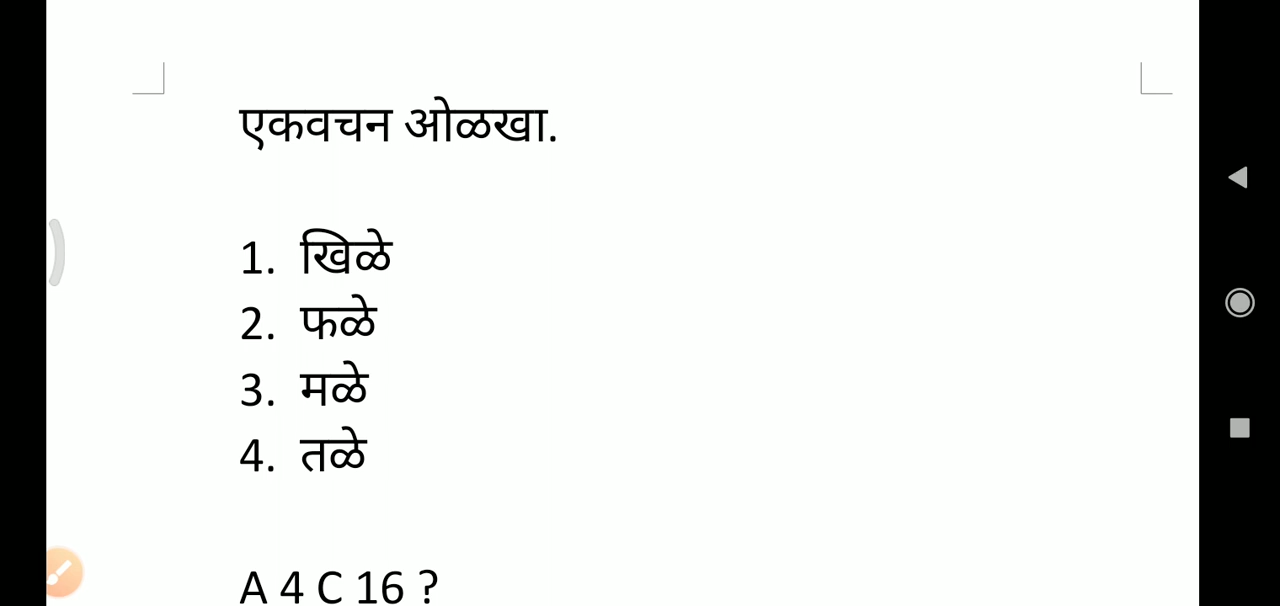 एकवचन ओळखा.
1. खिळे
2. फळे
3. मळे
4. तळे
A 4 C 16 ?